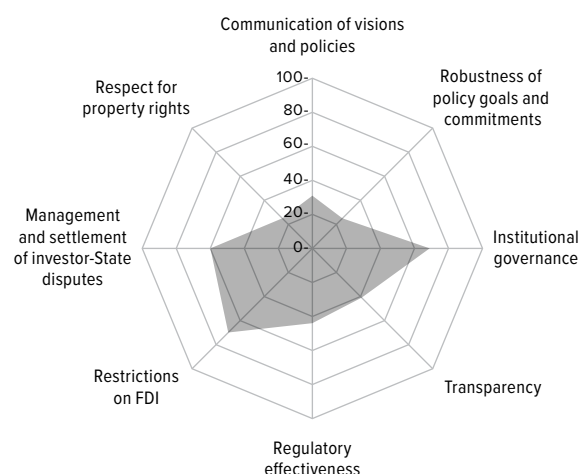 Communication of visions
and policies
Robustness of
policy goals and
commitments
Institutional
governance
Transparency
Regulatory
effectiveness
Restrictions
on FDI
Management
and settlement
of investor-State
disputes
Respect for
property rights
100-
80-
60-
40-
20-
0-